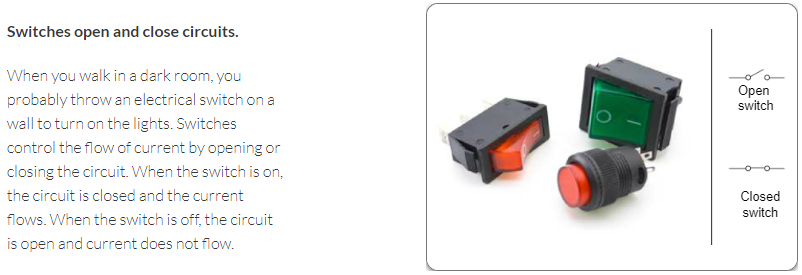 Switches open and close circuits.
When you walk in a dark room, you
probably throw an electrical switch on a
wall to turn on the lights. Switches
control the flow of current by opening or
closing the circuit. When the switch is on,
the circuit is closed and the current
flows. When the switch is off, the circuit
is open and current does not flow.
Open
switch
Closed
switch